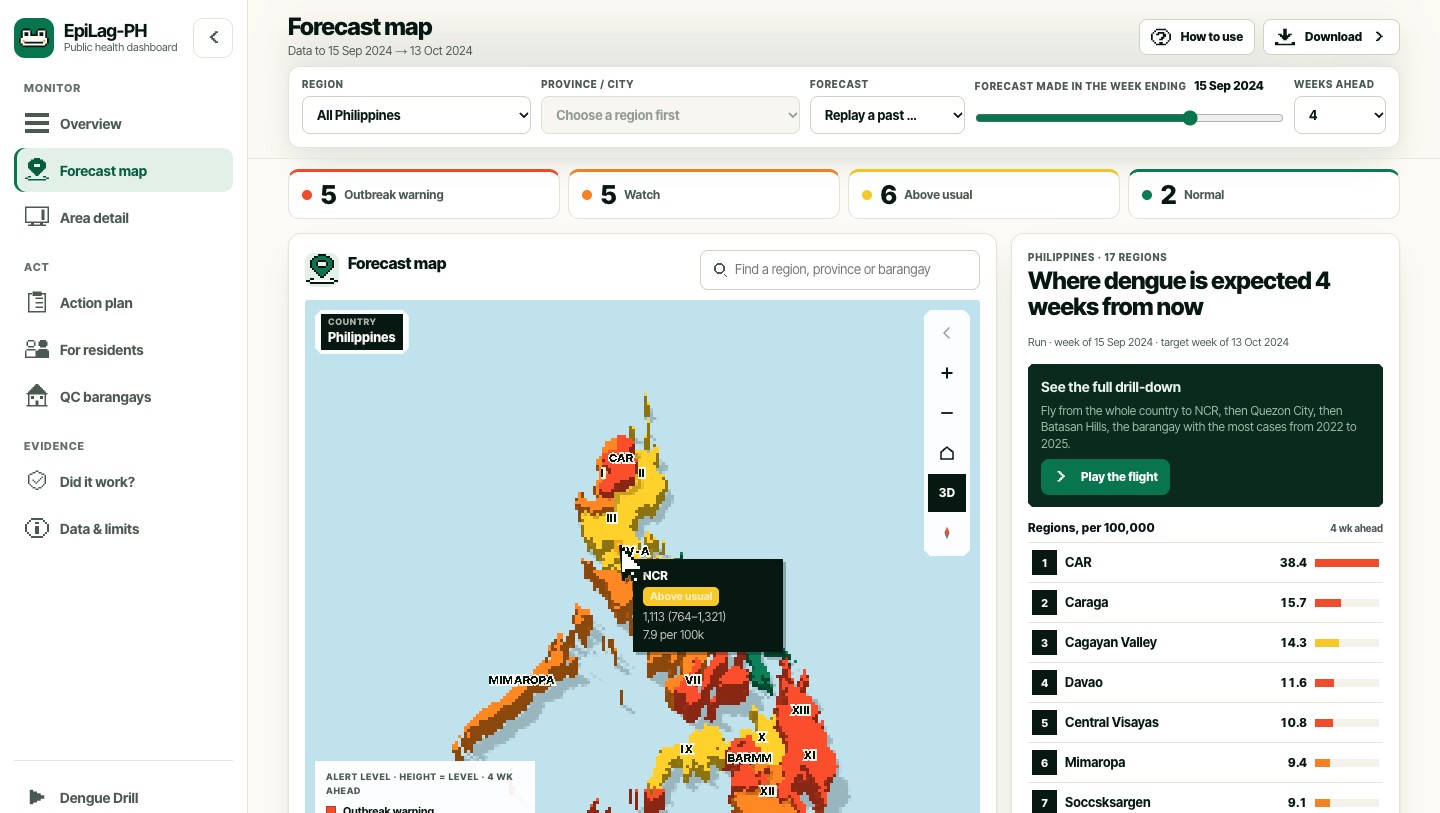 EpiLag-PH
Public health dashboard
MONITOR
Overview
Forecast map
Area detail
ACT
Action plan
For residents
QC barangays
EVIDENCE
Did it work?
Data & limits
Dengue Drill
Forecast map
Data to 15 Sep 2024 → 13 Oct 2024
How to use
Download
REGION
All Philippines
PROVINCE / CITY
Choose a region first
FORECAST
Replay a past ...
FORECAST MADE IN THE WEEK ENDING 15 Sep 2024
WEEKS AHEAD
4
5 Outbreak warning
5 Watch
6 Above usual
2 Normal
Forecast map
Find a region, province or barangay
COUNTRY
Philippines
3D
CAR
I
II
III
V-A
NCR
Above usual
1,113 (764–1,321)
7.9 per 100k
MIMAROPA
VII
XIII
X
IX
BARMM
XI
XII
ALERT LEVEL · HEIGHT = LEVEL · 4 WK
AHEAD
Outbreak warning
PHILIPPINES · 17 REGIONS
Where dengue is expected 4
weeks from now
Run · week of 15 Sep 2024 · target week of 13 Oct 2024
See the full drill-down
Fly from the whole country to NCR, then Quezon City, then
Batasan Hills, the barangay with the most cases from 2022 to
2025.
Play the flight
Regions, per 100,000
4 wk ahead
1 CAR 38.4
2 Caraga 15.7
3 Cagayan Valley 14.3
4 Davao 11.6
5 Central Visayas 10.8
6 Mimaropa 9.4
7 Soccsksargen 9.1